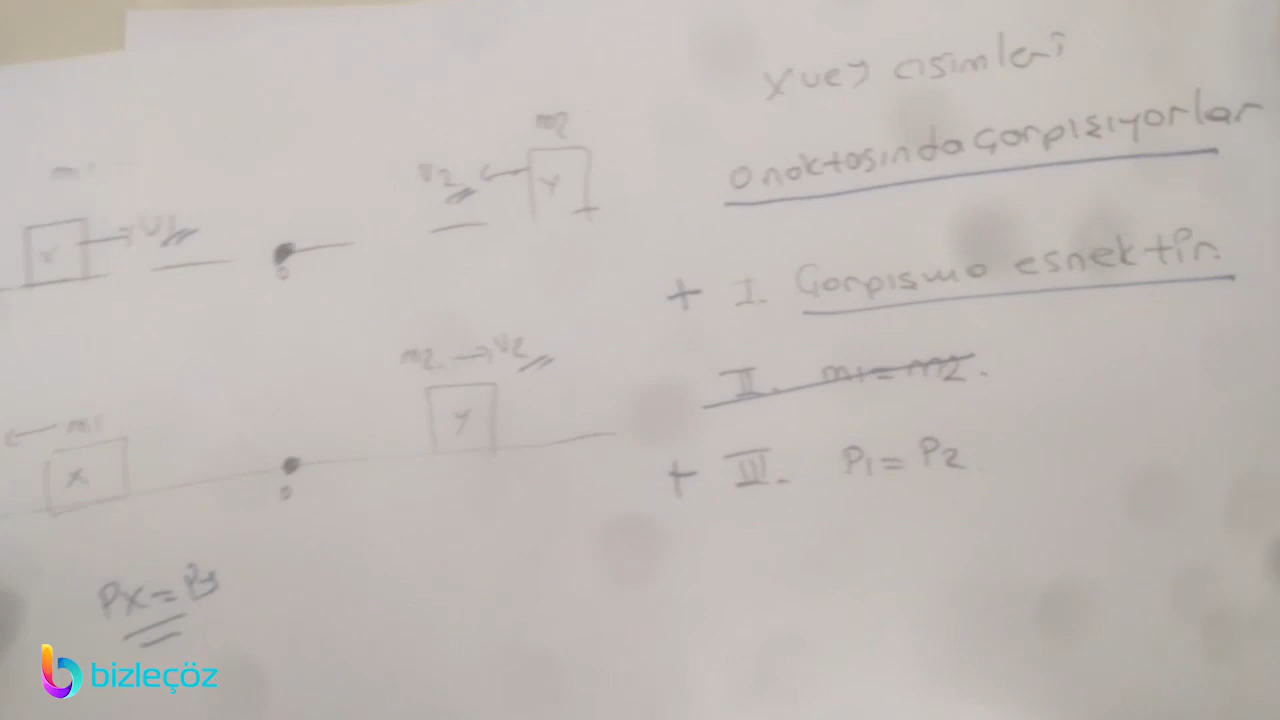 x ve y cisimleri
O noktasında Çarpışıyorlar
+ I. Çarpışma esnektir.
II. m1 = m2.
+ III. P1 = P2
m1
x → v1
O
m2
v2 ← y
m2 → v2
y
← m1
x
O
Px = Py
bizleçöz